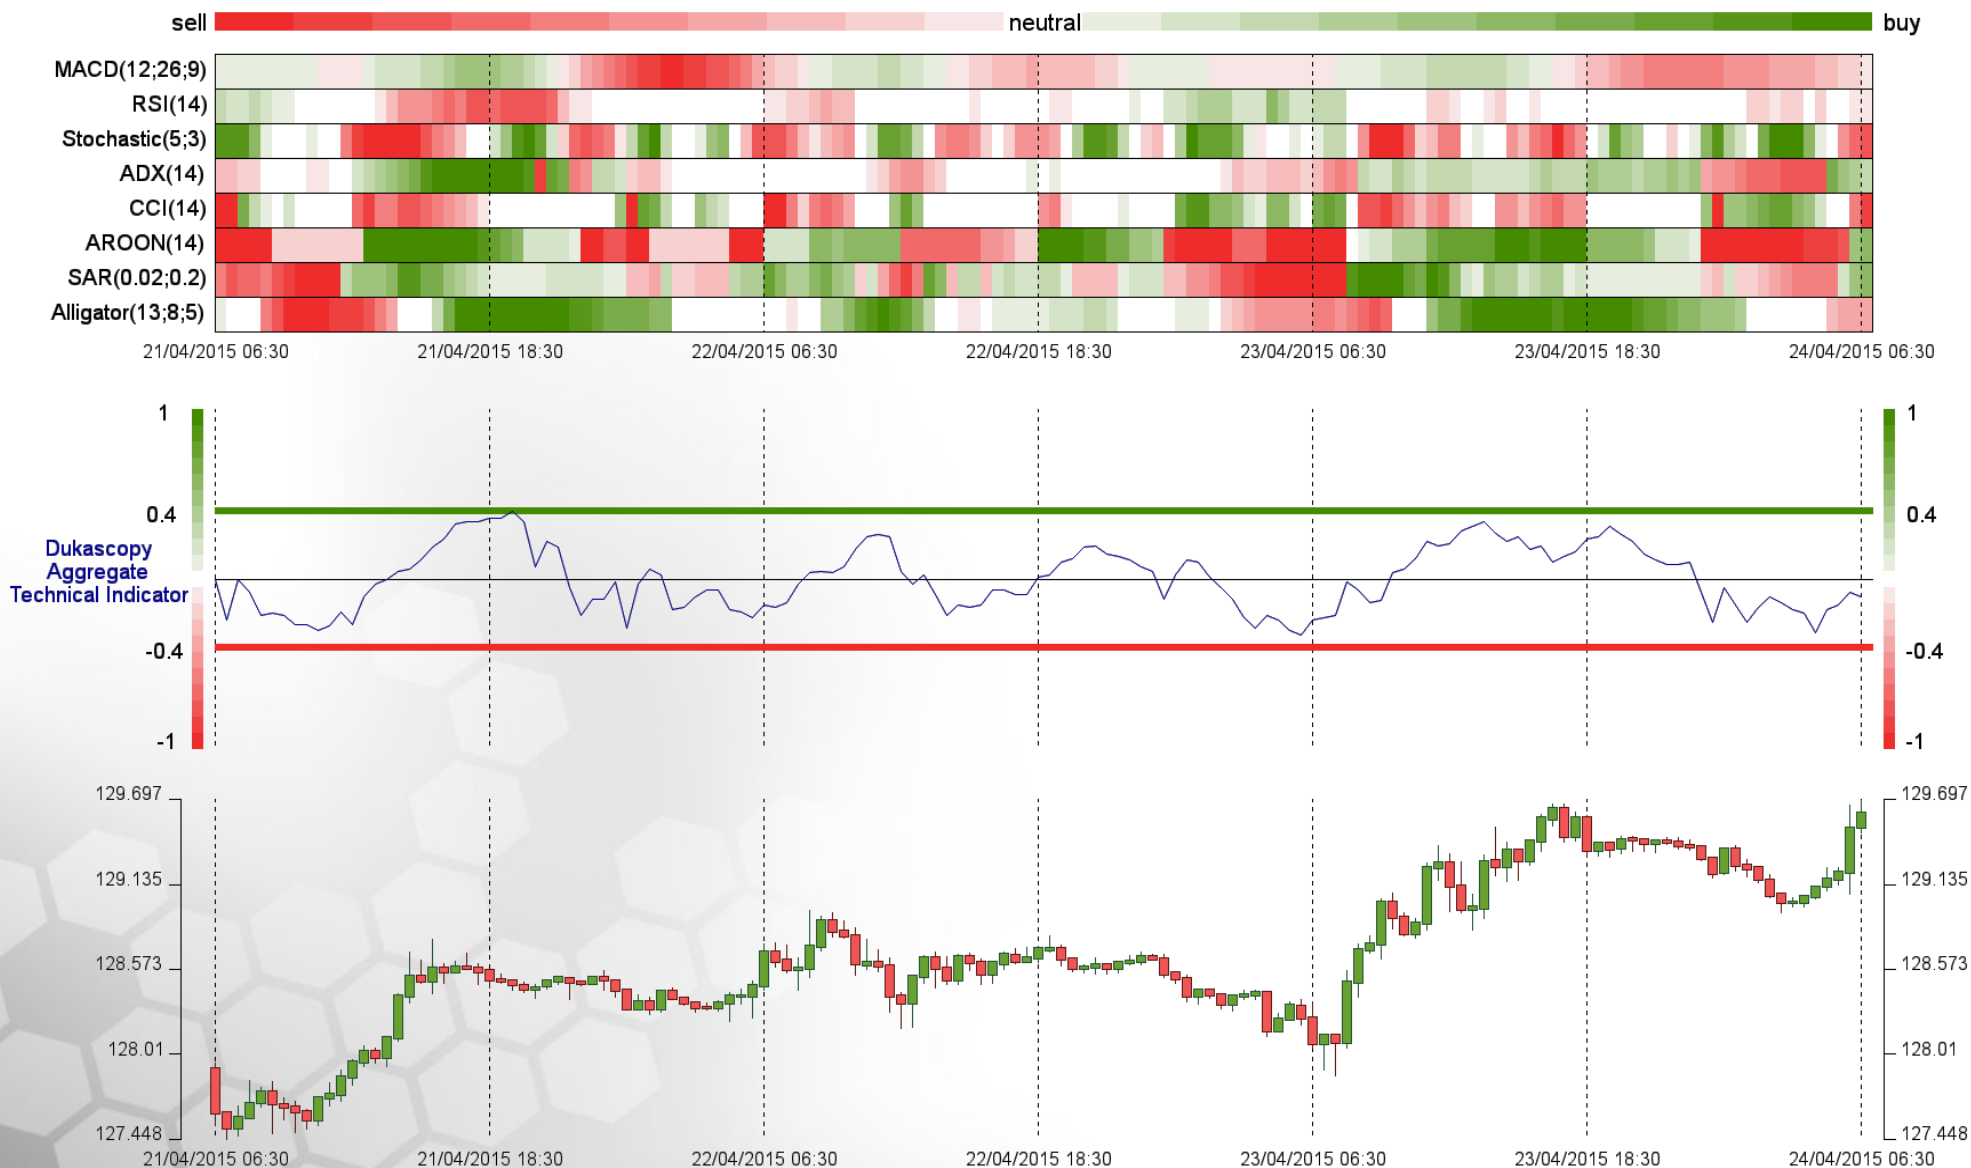 sell neutral buy
MACD(12;26;9)
RSI(14)
Stochastic(5;3)
ADX(14)
CCI(14)
AROON(14)
SAR(0.02;0.2)
Alligator(13;8;5)
21/04/2015 06:30 21/04/2015 18:30 22/04/2015 06:30 22/04/2015 18:30 23/04/2015 06:30 23/04/2015 18:30 24/04/2015 06:30
1 1
0.4 0.4
Dukascopy
Aggregate
Technical Indicator
-0.4 -0.4
-1 -1
129.697 129.697
129.135 129.135
128.573 128.573
128.01 128.01
127.448 127.448
21/04/2015 06:30 21/04/2015 18:30 22/04/2015 06:30 22/04/2015 18:30 23/04/2015 06:30 23/04/2015 18:30 24/04/2015 06:30